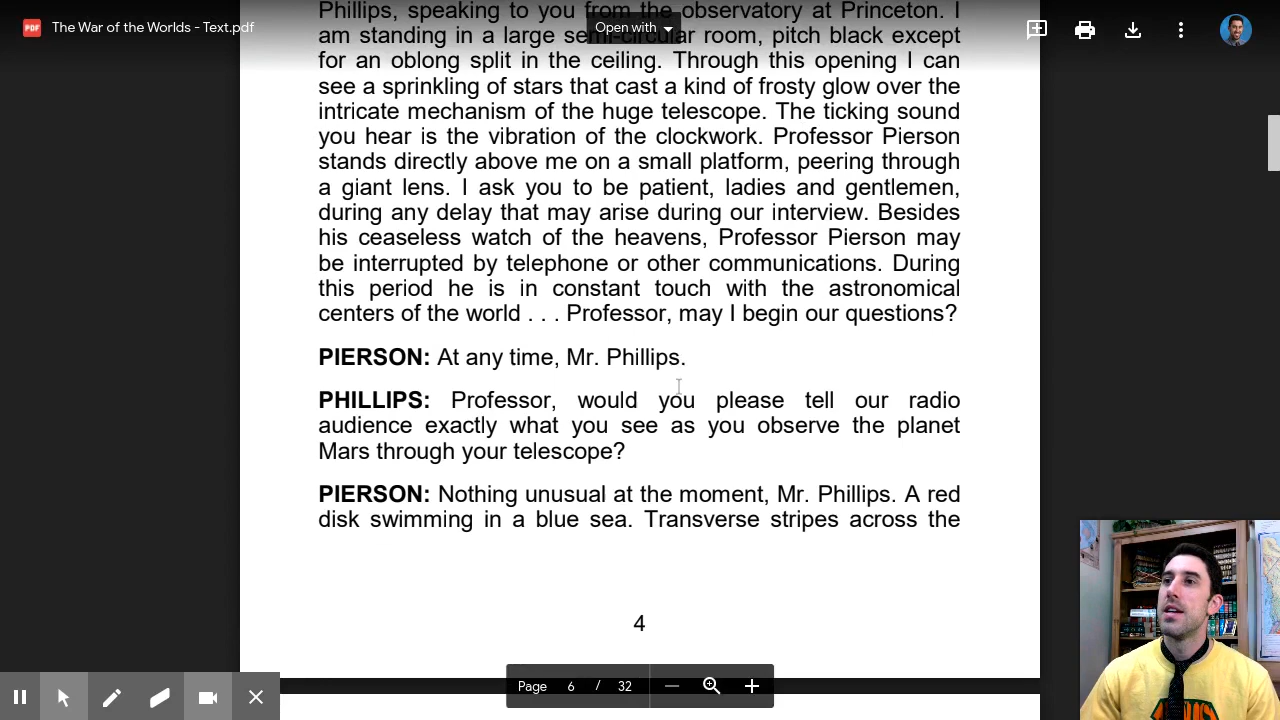 The War of the Worlds - Text.pdf
Open with
Phillips, speaking to you from the observatory at Princeton. I
am standing in a large semi-circular room, pitch black except
for an oblong split in the ceiling. Through this opening I can
see a sprinkling of stars that cast a kind of frosty glow over the
intricate mechanism of the huge telescope. The ticking sound
you hear is the vibration of the clockwork. Professor Pierson
stands directly above me on a small platform, peering through
a giant lens. I ask you to be patient, ladies and gentlemen,
during any delay that may arise during our interview. Besides
his ceaseless watch of the heavens, Professor Pierson may
be interrupted by telephone or other communications. During
this period he is in constant touch with the astronomical
centers of the world . . . Professor, may I begin our questions?
PIERSON: At any time, Mr. Phillips.
PHILLIPS: Professor, would you please tell our radio
audience exactly what you see as you observe the planet
Mars through your telescope?
PIERSON: Nothing unusual at the moment, Mr. Phillips. A red
disk swimming in a blue sea. Transverse stripes across the
4
Page 6 / 32